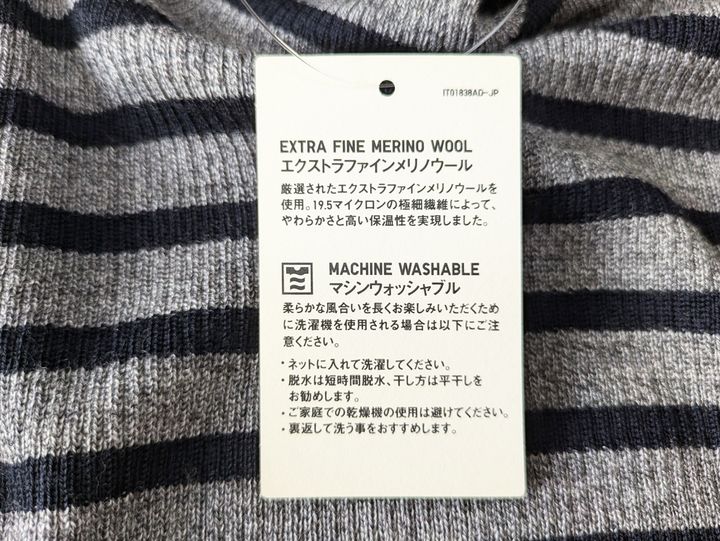 IT01838AD-JP
EXTRA FINE MERINO WOOL
エクストラファインメリノウール
厳選されたエクストラファインメリノウールを
使用。19.5マイクロンの極細繊維によって、
やわらかさと高い保温性を実現しました。
MACHINE WASHABLE
マシンウォッシャブル
柔らかな風合いを長くお楽しみいただくため
に洗濯機を使用される場合は以下にご注
意ください。
・ネットに入れて洗濯してください。
・脱水は短時間脱水、干し方は平干しを
お勧めします。
・ご家庭での乾燥機の使用は避けてください。
・裏返して洗う事をおすすめします。